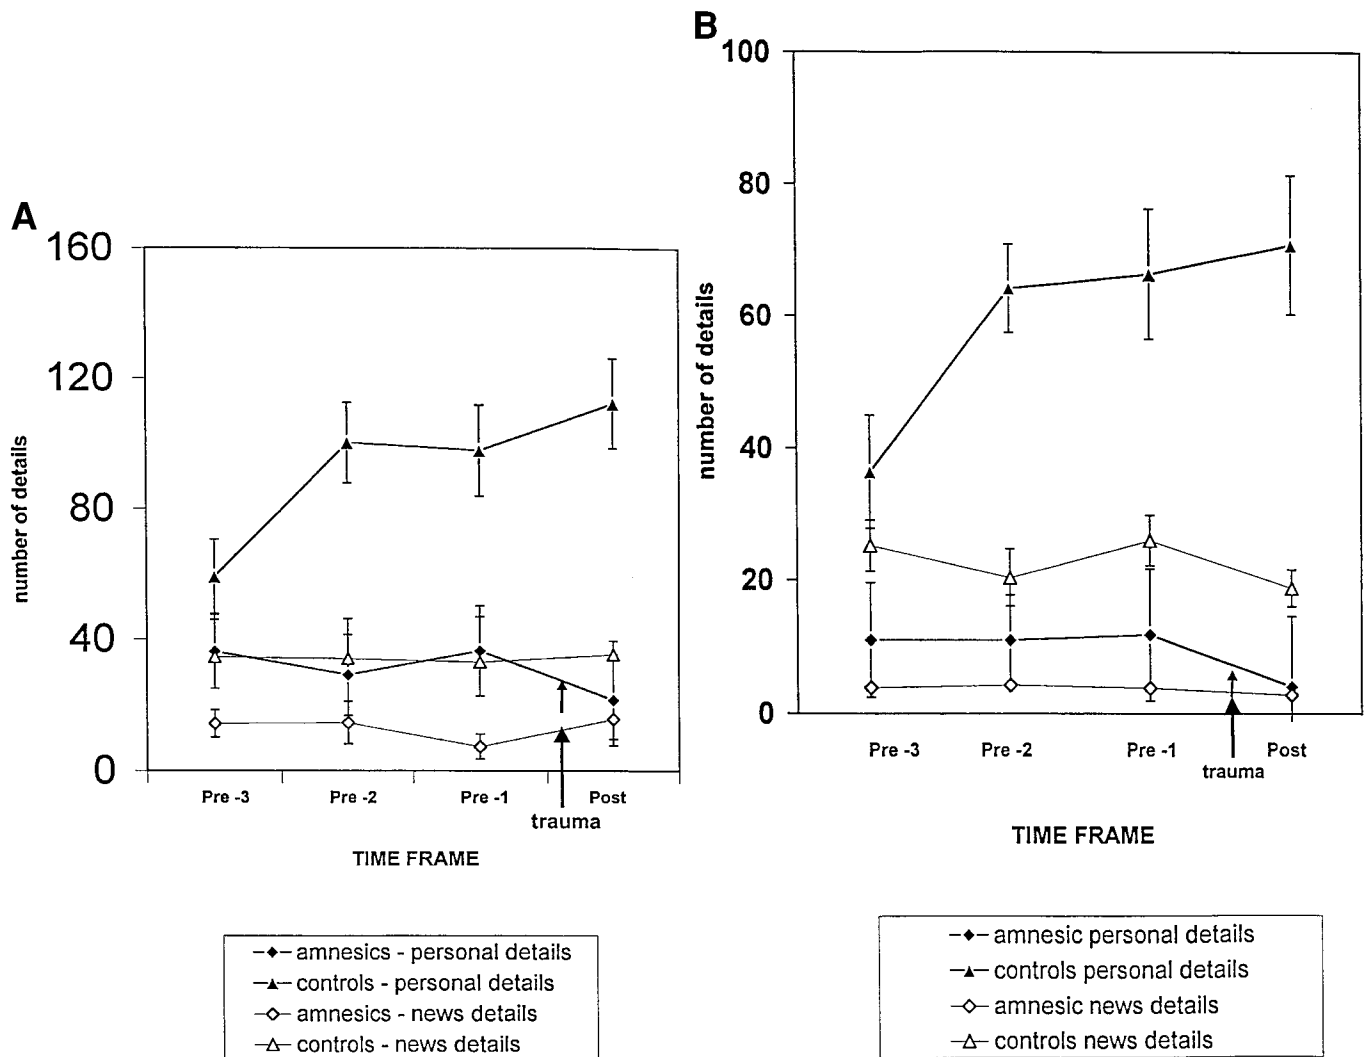 A
160
120
80
40
0
number of details
Pre -3 Pre -2 Pre -1 Post
trauma
TIME FRAME
amnesics - personal details
controls - personal details
amnesics - news details
controls - news details
B
100
80
60
40
20
0
number of details
Pre -3 Pre -2 Pre -1 Post
trauma
TIME FRAME
amnesic personal details
controls personal details
amnesic news details
controls news details